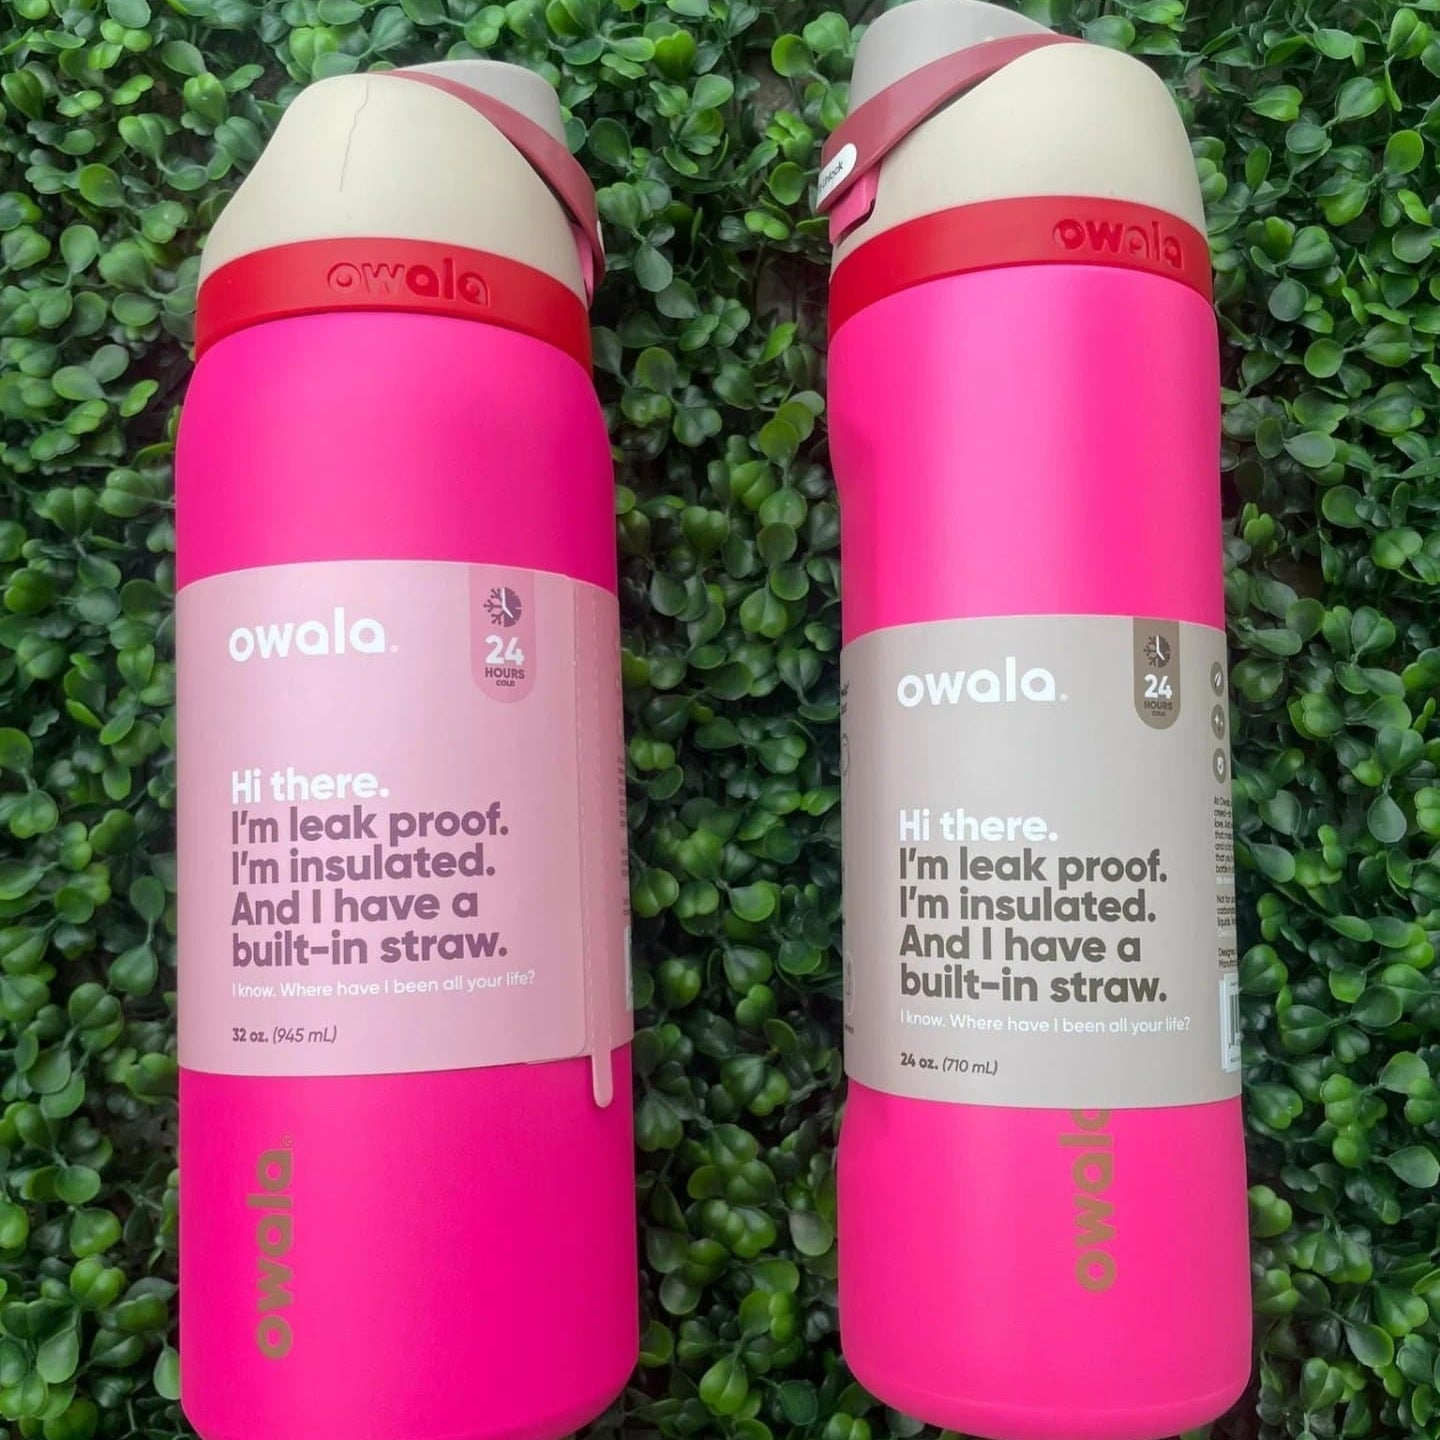 owala
owala.
24
HOURS
COLD
Hi there.
I'm leak proof.
I'm insulated.
And I have a
built-in straw.
I know. Where have I been all your life?
32 oz. (945 mL)
owala.
owala
owala.
24
HOURS
COLD
Hi there.
I'm leak proof.
I'm insulated.
And I have a
built-in straw.
I know. Where have I been all your life?
24 oz. (710 mL)
owala